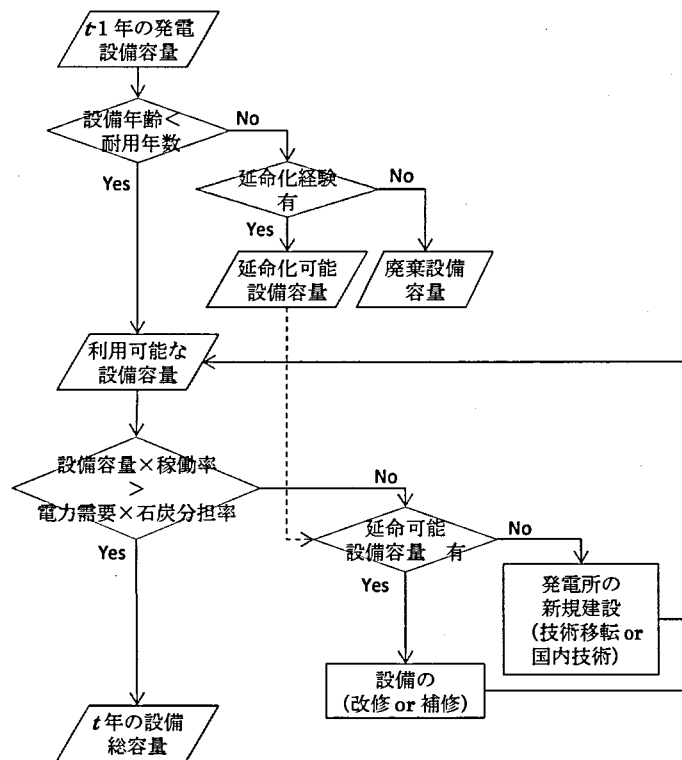 t-1年の発電
設備容量
設備年齢<
耐用年数
No
Yes
延命化経験
有
No
Yes
延命化可能
設備容量
廃棄設備
容量
利用可能な
設備容量
設備容量×稼働率
>
電力需要×石炭分担率
No
Yes
延命可能
設備容量 有
No
Yes
発電所の
新規建設
(技術移転 or
国内技術)
設備の
(改修 or 補修)
t年の設備
総容量